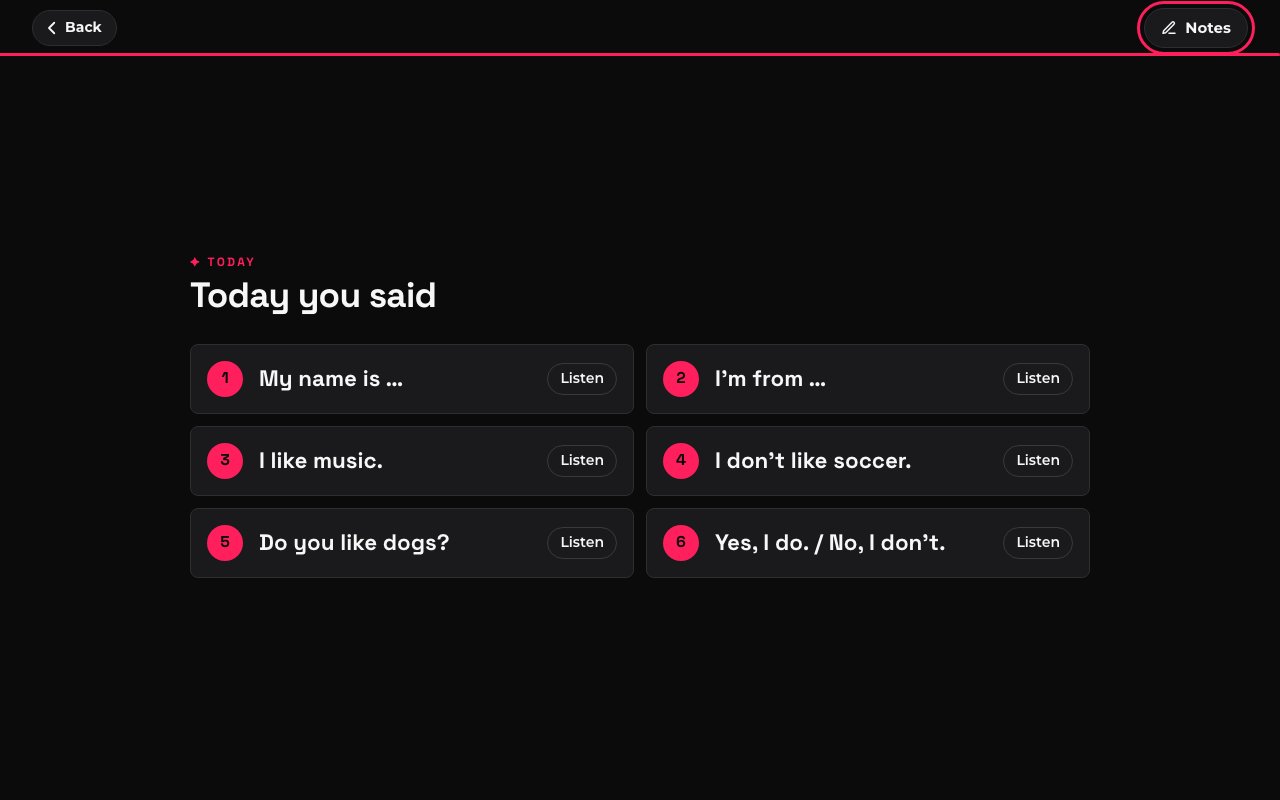 Back
Notes
TODAY
Today you said
1 My name is ... Listen
2 I'm from ... Listen
3 I like music. Listen
4 I don't like soccer. Listen
5 Do you like dogs? Listen
6 Yes, I do. / No, I don't. Listen